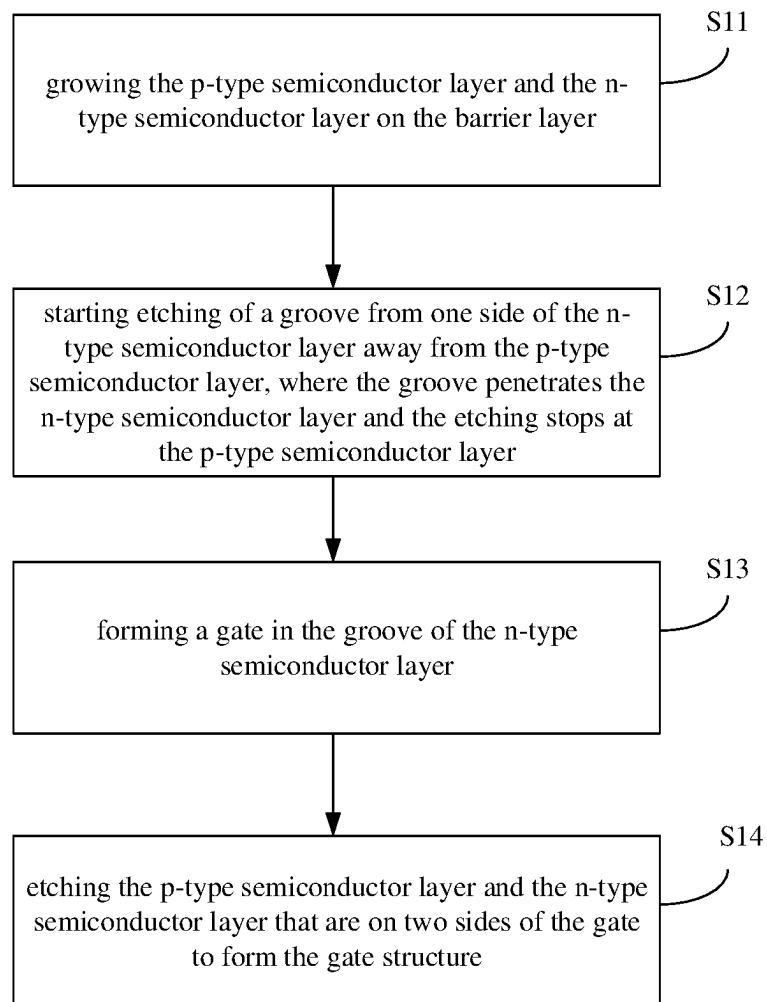 S11
growing the p-type semiconductor layer and the n-
type semiconductor layer on the barrier layer
S12
starting etching of a groove from one side of the n-
type semiconductor layer away from the p-type
semiconductor layer, where the groove penetrates the
n-type semiconductor layer and the etching stops at
the p-type semiconductor layer
S13
forming a gate in the groove of the n-type
semiconductor layer
S14
etching the p-type semiconductor layer and the n-type
semiconductor layer that are on two sides of the gate
to form the gate structure